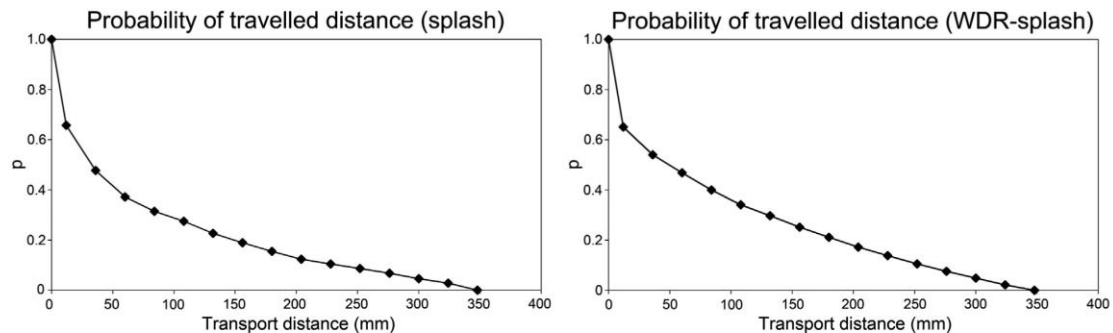 Probability of travelled distance (splash)
1.0
0.8
0.6
0.4
0.2
0
p
0 50 100 150 200 250 300 350 400
Transport distance (mm)
Probability of travelled distance (WDR-splash)
1.0
0.8
0.6
0.4
0.2
0
p
0 50 100 150 200 250 300 350 400
Transport distance (mm)